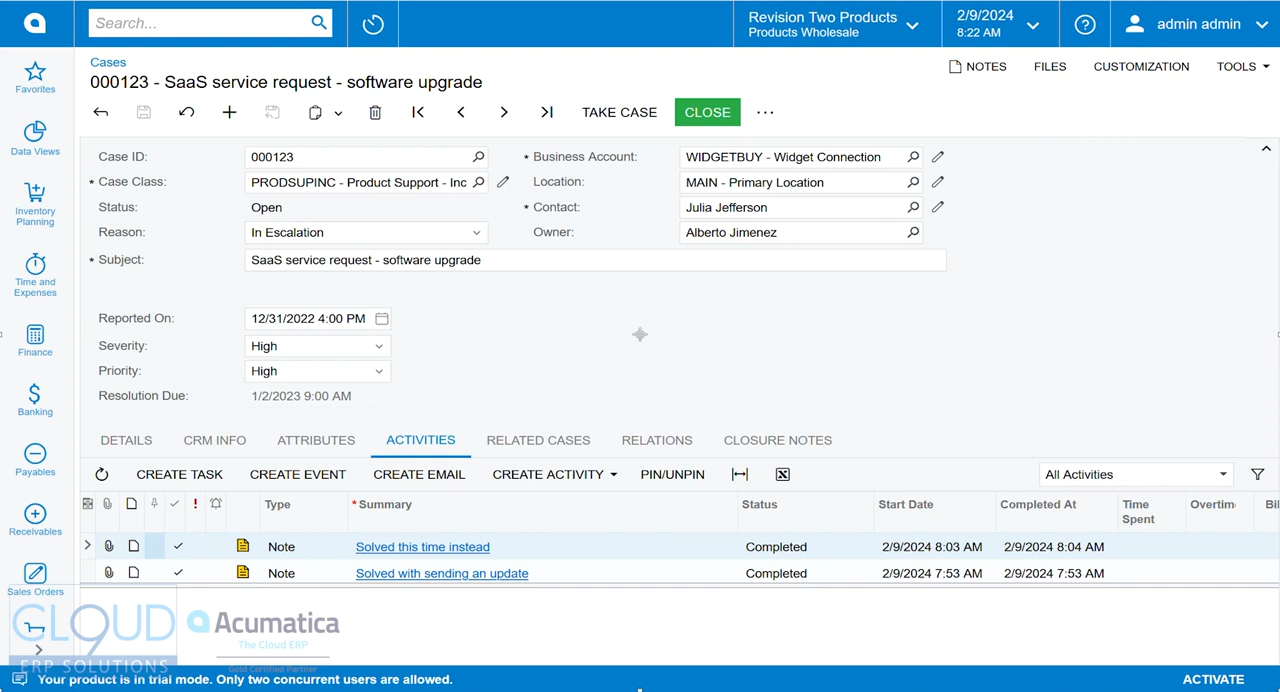 Search...
Revision Two Products
Products Wholesale
2/9/2024
8:22 AM
admin admin
Favorites
Data Views
Inventory
Planning
Time and
Expenses
Finance
Banking
Payables
Receivables
Sales Orders
Cases
000123 - SaaS service request - software upgrade
NOTES FILES CUSTOMIZATION TOOLS
TAKE CASE CLOSE
Case ID: 000123
* Case Class: PRODSUPINC - Product Support - Inc
Status: Open
Reason: In Escalation
* Subject: SaaS service request - software upgrade
* Business Account: WIDGETBUY - Widget Connection
Location: MAIN - Primary Location
* Contact: Julia Jefferson
Owner: Alberto Jimenez
Reported On: 12/31/2022 4:00 PM
Severity: High
Priority: High
Resolution Due: 1/2/2023 9:00 AM
DETAILS CRM INFO ATTRIBUTES ACTIVITIES RELATED CASES RELATIONS CLOSURE NOTES
CREATE TASK CREATE EVENT CREATE EMAIL CREATE ACTIVITY PIN/UNPIN All Activities
Type * Summary Status Start Date Completed At Time Spent Overtim Bil
Note Solved this time instead Completed 2/9/2024 8:03 AM 2/9/2024 8:04 AM
Note Solved with sending an update Completed 2/9/2024 7:53 AM 2/9/2024 7:53 AM
CLOUD 9
ERP SOLUTIONS
Acumatica
The Cloud ERP
Gold Certified Partner
Your product is in trial mode. Only two concurrent users are allowed.
ACTIVATE